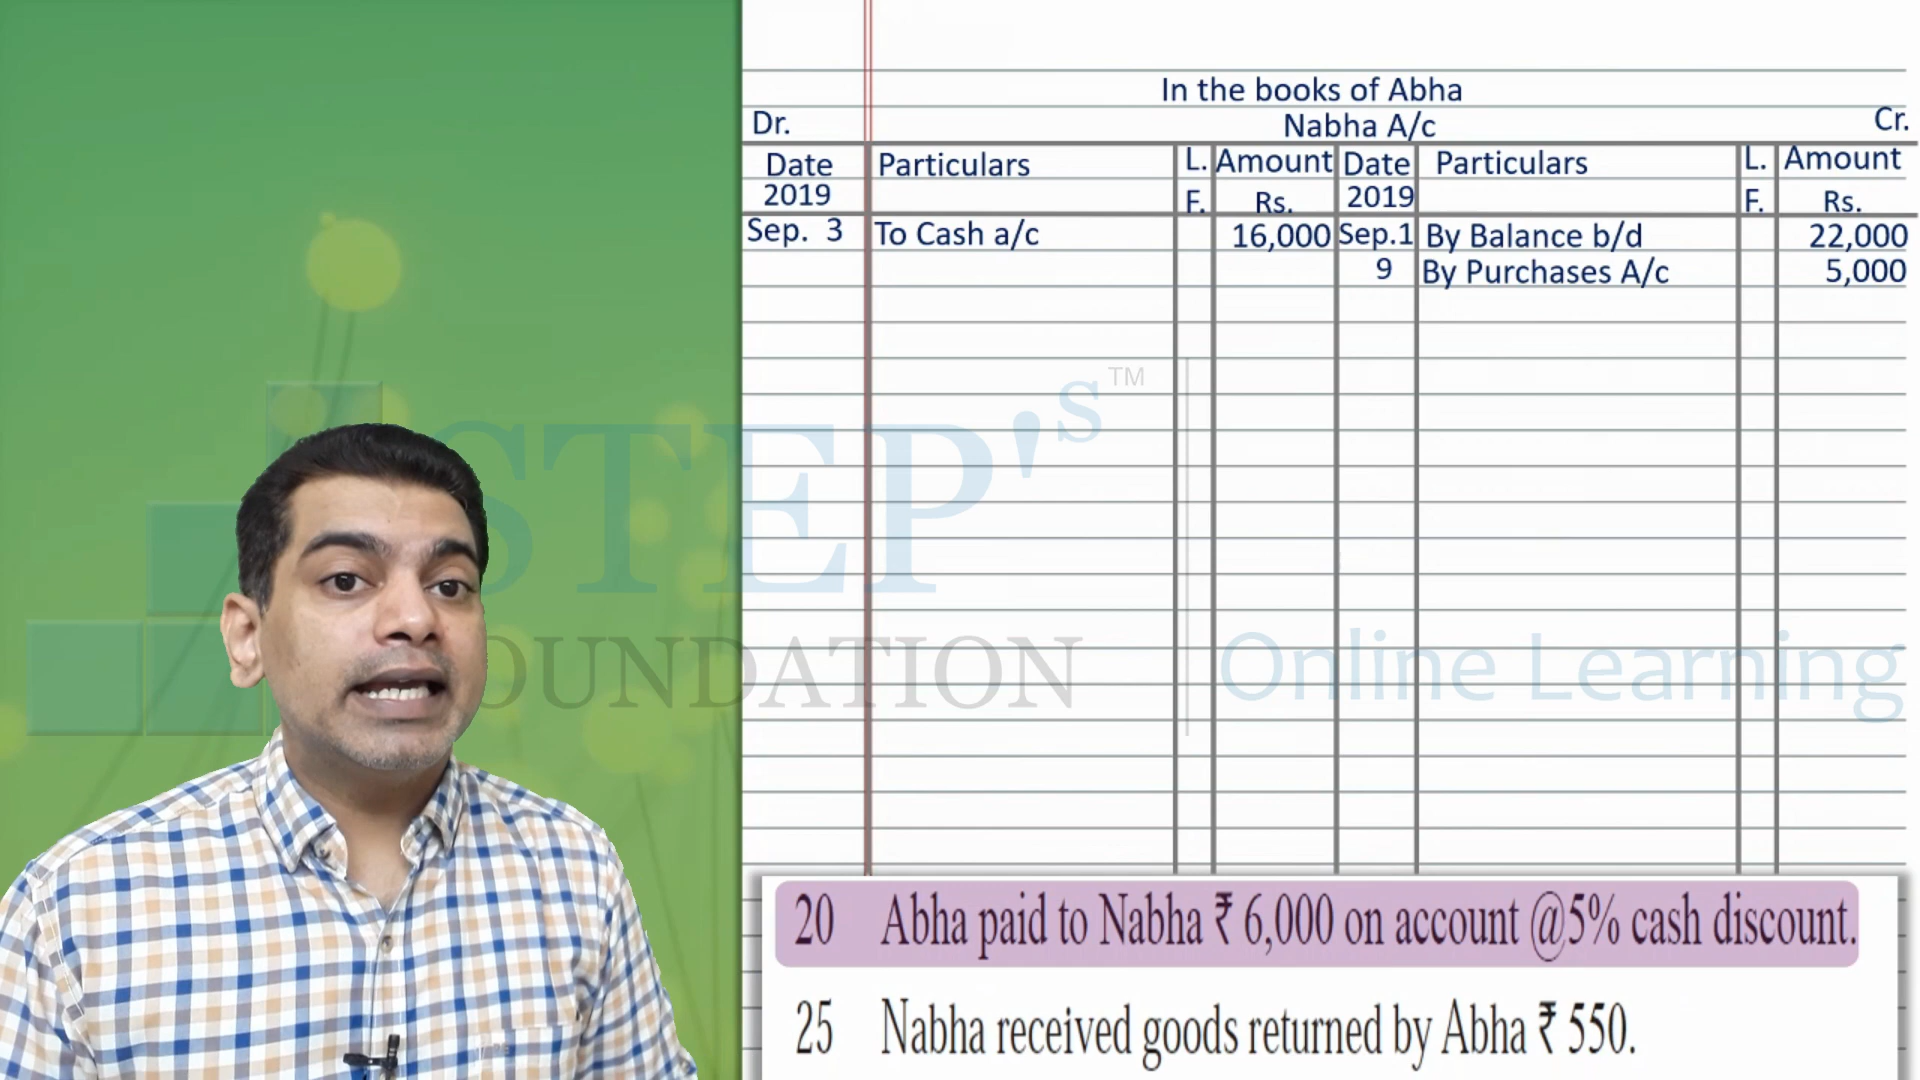 In the books of Abha
Dr. Nabha A/c Cr.
Date Particulars L. Amount Date Particulars L. Amount
2019 F. Rs. 2019 F. Rs.
Sep. 3 To Cash a/c 16,000 Sep.1 By Balance b/d 22,000
9 By Purchases A/c 5,000
STEP's™
FOUNDATION Online Learning
20 Abha paid to Nabha ₹ 6,000 on account @5% cash discount.
25 Nabha received goods returned by Abha ₹ 550.